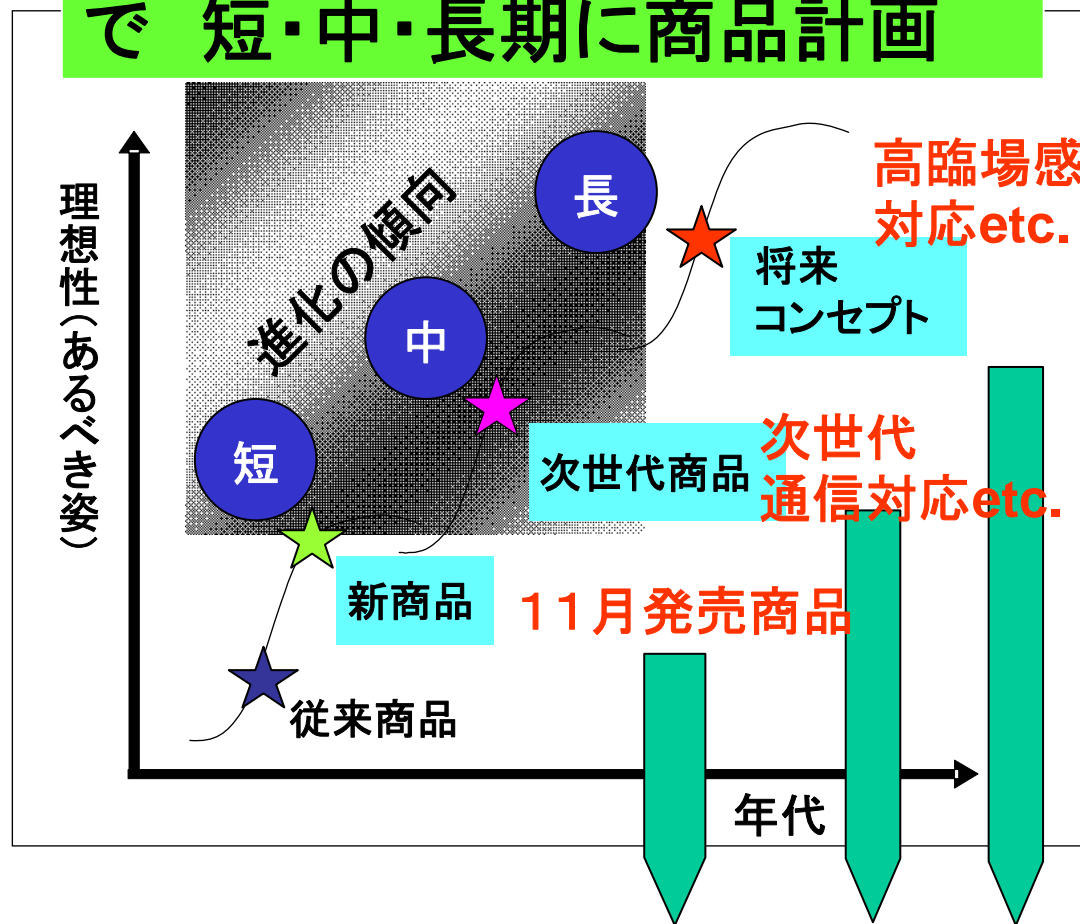 で 短・中・長期に商品計画
理想性(あるべき姿)
進化の傾向
長
高臨場感
対応etc.
将来
コンセプト
中
短
次世代商品
次世代
通信対応etc.
新商品
11月発売商品
従来商品
年代